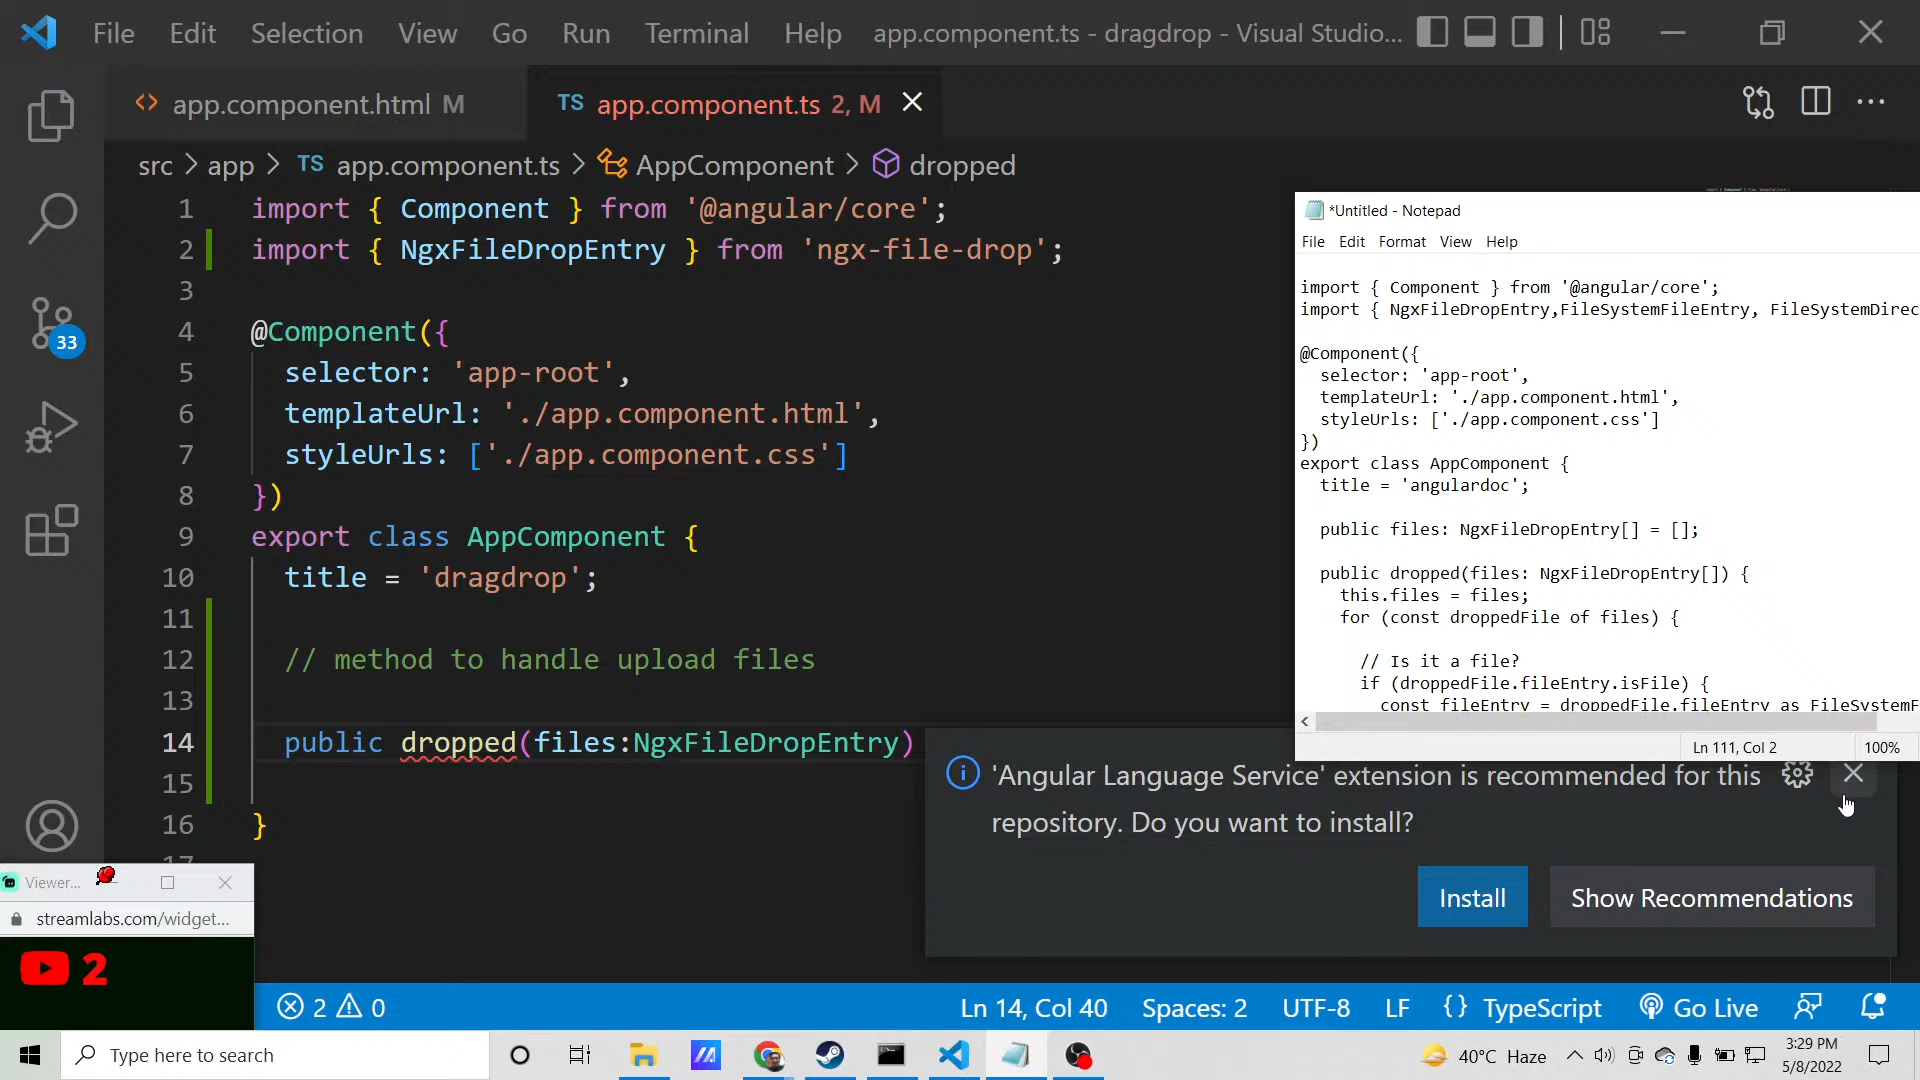 File Edit Selection View Go Run Terminal Help app.component.ts - dragdrop - Visual Studio...
app.component.html M
TS app.component.ts 2, M
src > app > TS app.component.ts > AppComponent > dropped
1 import { Component } from '@angular/core';
2 import { NgxFileDropEntry } from 'ngx-file-drop';
3
4 @Component({
5 selector: 'app-root',
6 templateUrl: './app.component.html',
7 styleUrls: ['./app.component.css']
8 })
9 export class AppComponent {
10 title = 'dragdrop';
11
12 // method to handle upload files
13
14 public dropped(files:NgxFileDropEntry)
15
16 }
33
*Untitled - Notepad
File Edit Format View Help
import { Component } from '@angular/core';
import { NgxFileDropEntry,FileSystemFileEntry, FileSystemDirec
@Component({
selector: 'app-root',
templateUrl: './app.component.html',
styleUrls: ['./app.component.css']
})
export class AppComponent {
title = 'angulardoc';
public files: NgxFileDropEntry[] = [];
public dropped(files: NgxFileDropEntry[]) {
this.files = files;
for (const droppedFile of files) {
// Is it a file?
if (droppedFile.fileEntry.isFile) {
const fileEntry = droppedFile.fileEntry as FileSystemF
Ln 111, Col 2 100%
'Angular Language Service' extension is recommended for this
repository. Do you want to install?
Install Show Recommendations
Viewer...
streamlabs.com/widget...
2
2 0 Ln 14, Col 40 Spaces: 2 UTF-8 LF {} TypeScript Go Live
Type here to search
40°C Haze
3:29 PM
5/8/2022